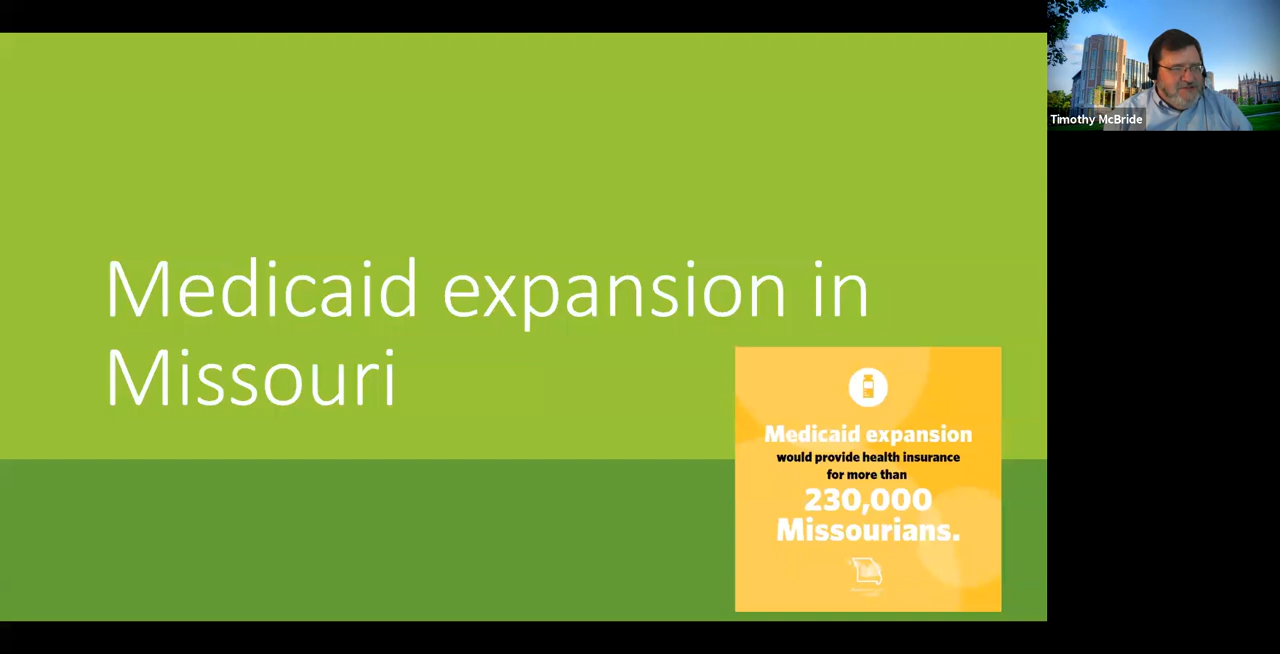 Timothy McBride
Medicaid expansion in
Missouri
Medicaid expansion
would provide health insurance
for more than
230,000
Missourians.